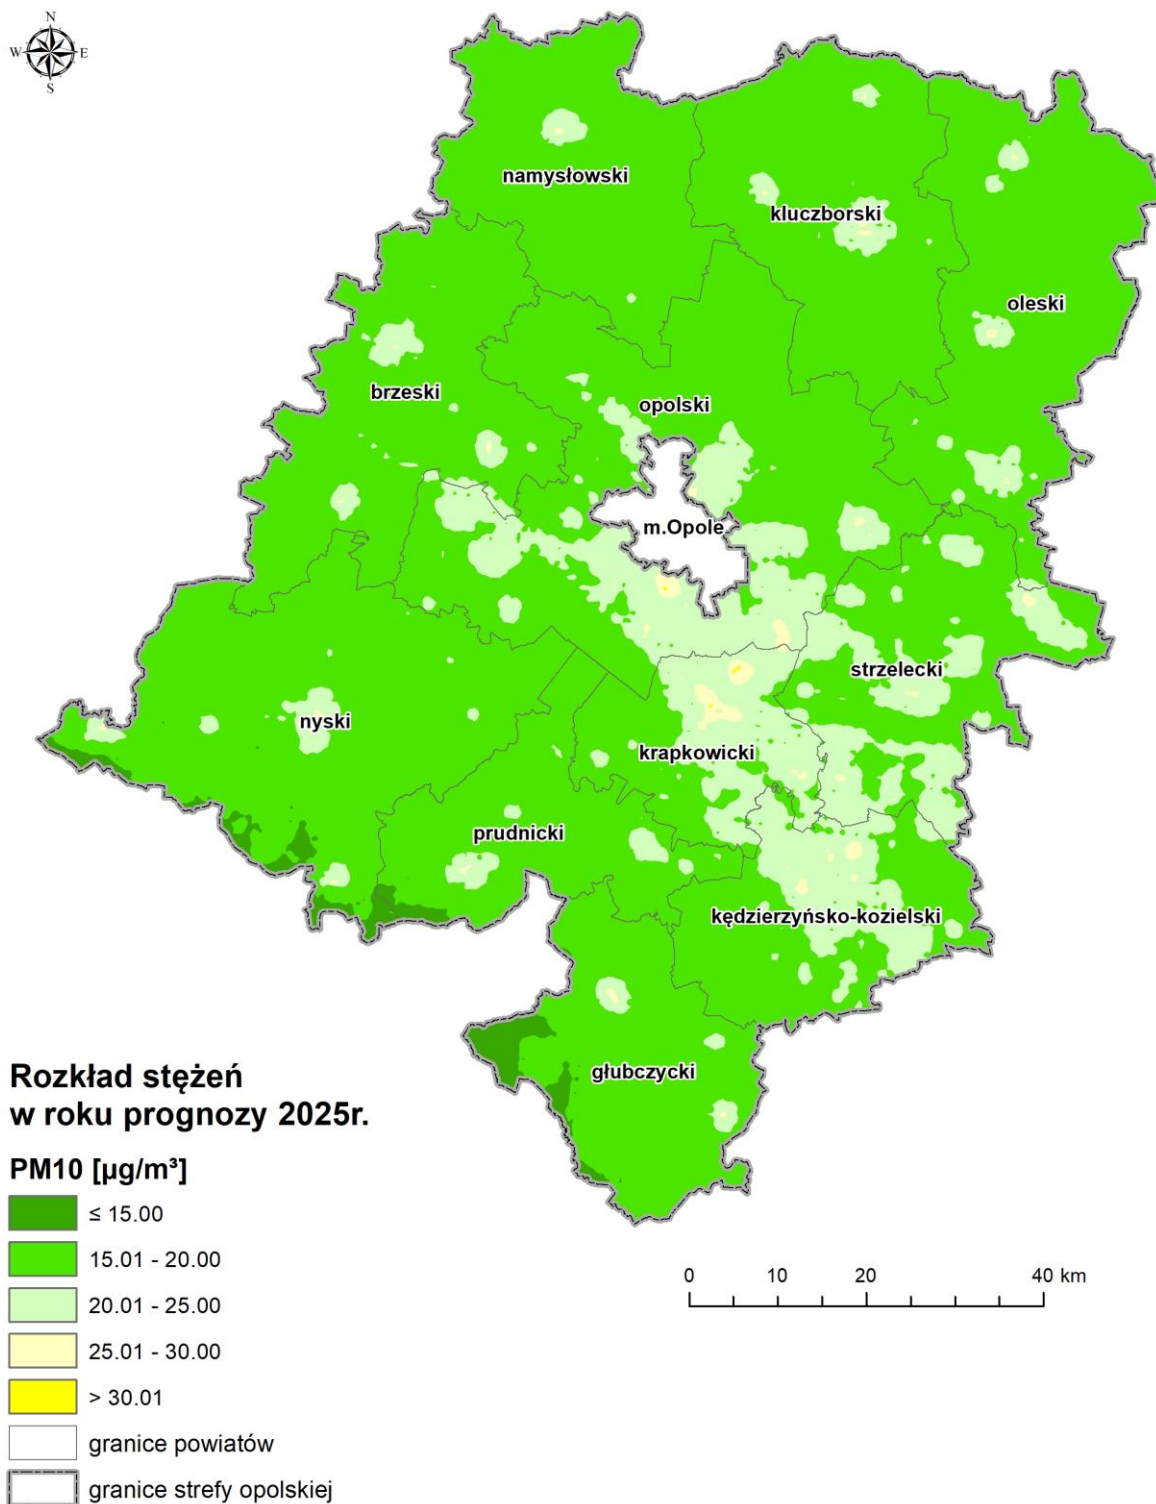 N
W E
S
namysłowski
kluczborski
oleski
brzeski
opolski
m.Opole
strzelecki
nyski
krapkowicki
prudnicki
kędzierzyńsko-kozielski
głubczycki
Rozkład stężeń
w roku prognozy 2025r.
PM10 [µg/m³]
≤ 15.00
15.01 - 20.00
20.01 - 25.00
25.01 - 30.00
> 30.01
granice powiatów
granice strefy opolskiej
0 10 20 40 km